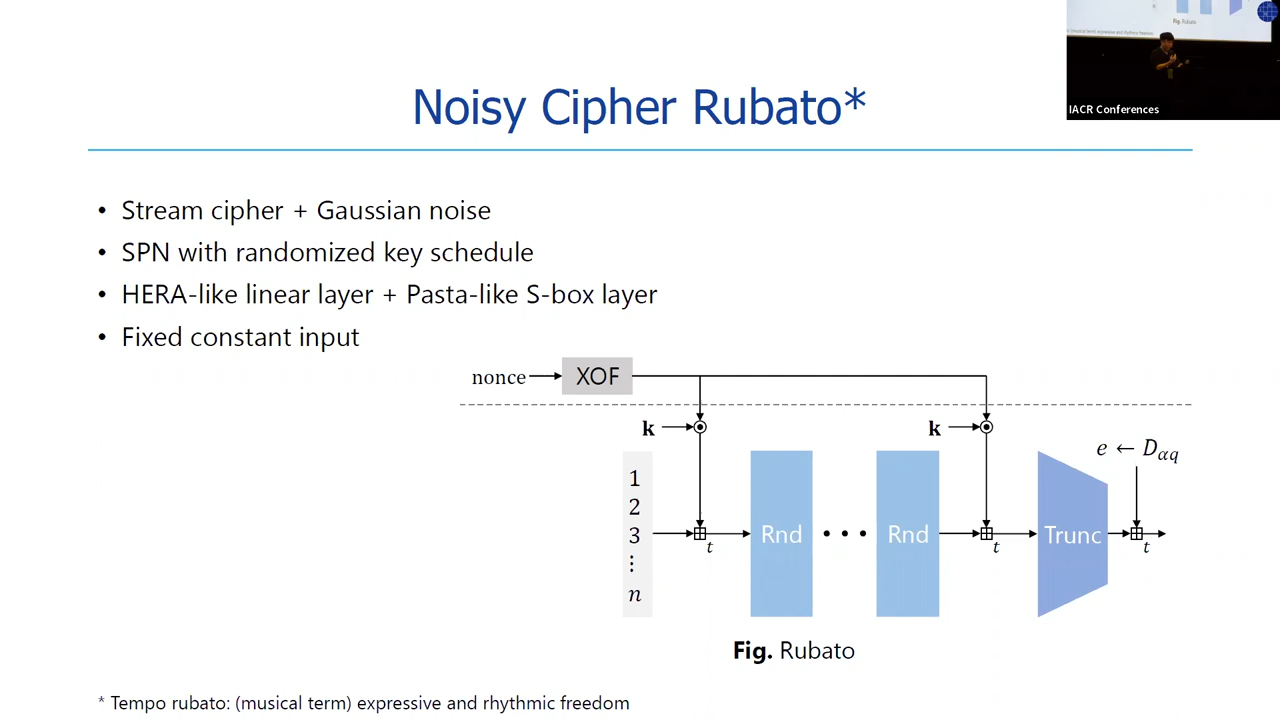 IACR Conferences
Noisy Cipher Rubato*
• Stream cipher + Gaussian noise
• SPN with randomized key schedule
• HERA-like linear layer + Pasta-like S-box layer
• Fixed constant input
nonce XOF
k k
e ← D_{αq}
1
2
3
⋮
n
t Rnd • • • Rnd t Trunc t
Fig. Rubato
* Tempo rubato: (musical term) expressive and rhythmic freedom